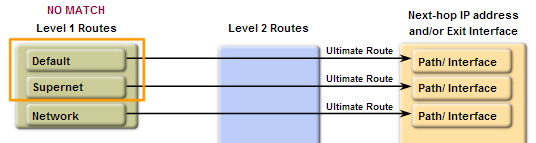 NO MATCH
Level 1 Routes
Level 2 Routes
Next-hop IP address
and/or Exit Interface
Default
Ultimate Route
Path/ Interface
Supernet
Ultimate Route
Path/ Interface
Network
Ultimate Route
Path/ Interface